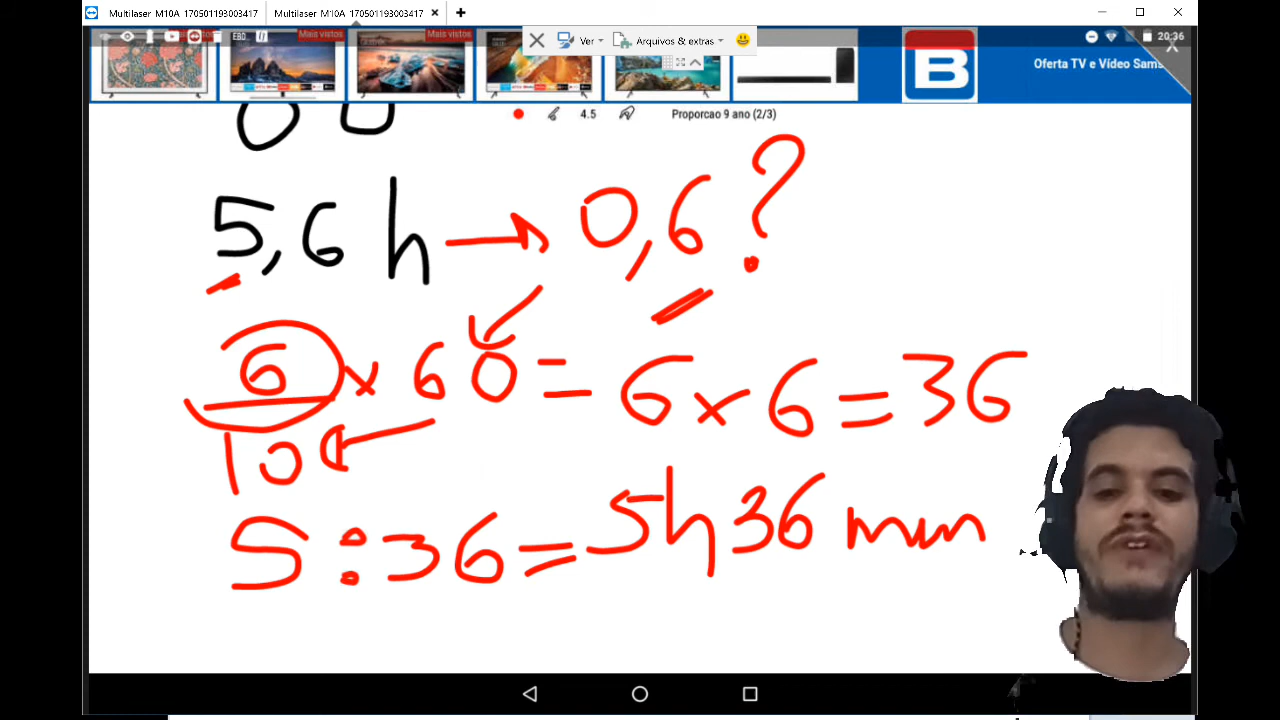 Multilaser M10A 170501193003417 Multilaser M10A 170501193003417
Mais vistos Mais vistos Ver Arquivos & extras 20:36
B Oferta TV e Vídeo Sams
4.5 Proporcao 9 ano (2/3)
5,6 h → 0,6 ?
6/10 x 60 = 6 x 6 = 36
5:36 = 5h 36 min